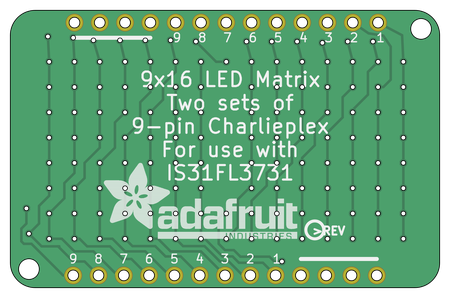 9 8 7 6 5 4 3 2 1
9x16 LED Matrix
Two sets of
9-pin Charlieplex
For use with
IS31FL3731
adafruit
INDUSTRIES
REV
9 8 7 6 5 4 3 2 1